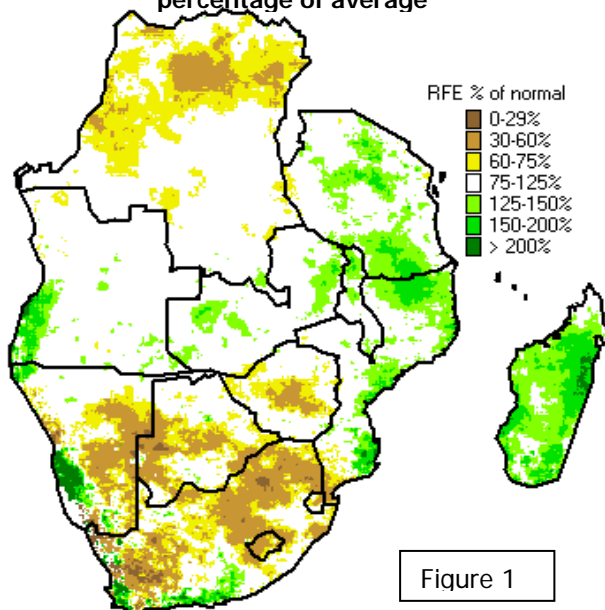 percentage of average
RFE % of normal
0-29%
30-60%
60-75%
75-125%
125-150%
150-200%
> 200%
Figure 1